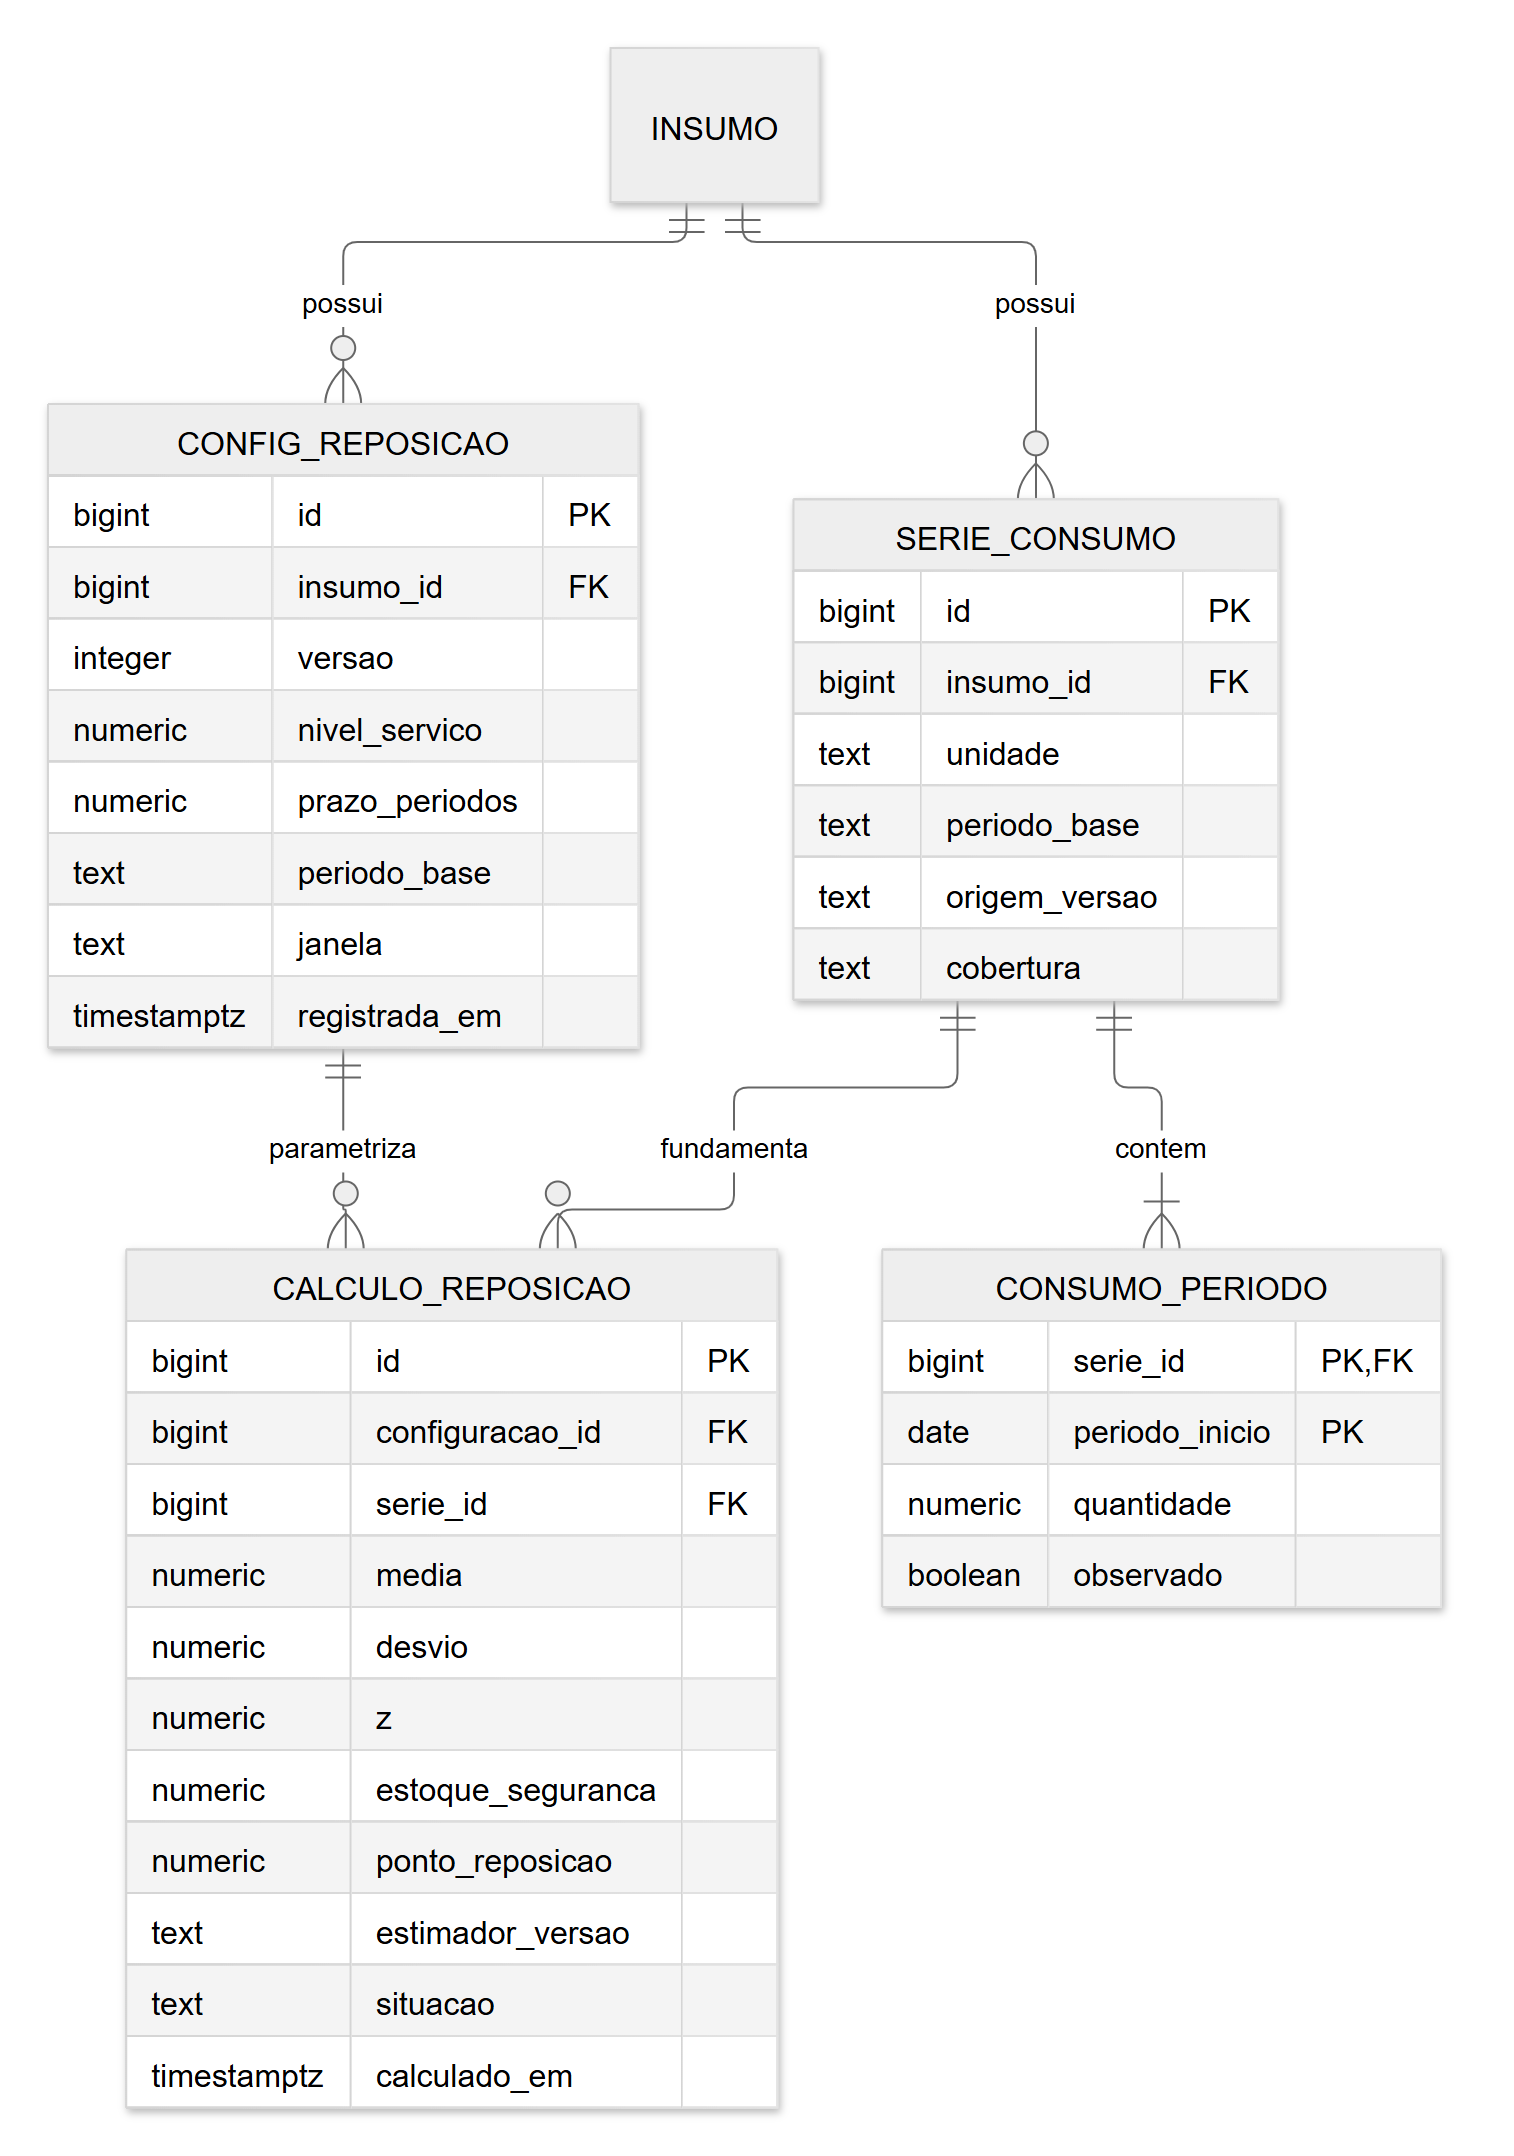 INSUMO
possui
possui
CONFIG_REPOSICAO
bigint id PK
bigint insumo_id FK
integer versao
numeric nivel_servico
numeric prazo_periodos
text periodo_base
text janela
timestamptz registrada_em
SERIE_CONSUMO
bigint id PK
bigint insumo_id FK
text unidade
text periodo_base
text origem_versao
text cobertura
parametriza
fundamenta
contem
CALCULO_REPOSICAO
bigint id PK
bigint configuracao_id FK
bigint serie_id FK
numeric media
numeric desvio
numeric z
numeric estoque_seguranca
numeric ponto_reposicao
text estimador_versao
text situacao
timestamptz calculado_em
CONSUMO_PERIODO
bigint serie_id PK,FK
date periodo_inicio PK
numeric quantidade
boolean observado